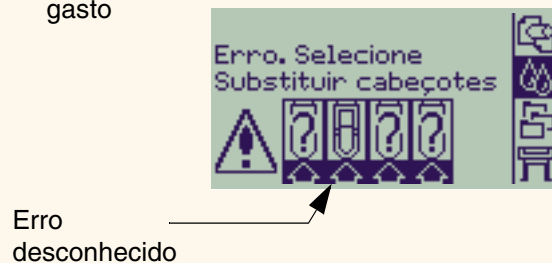 gasto
Erro. Selecione
Substituir cabeçotes
? ? ?
Erro
desconhecido